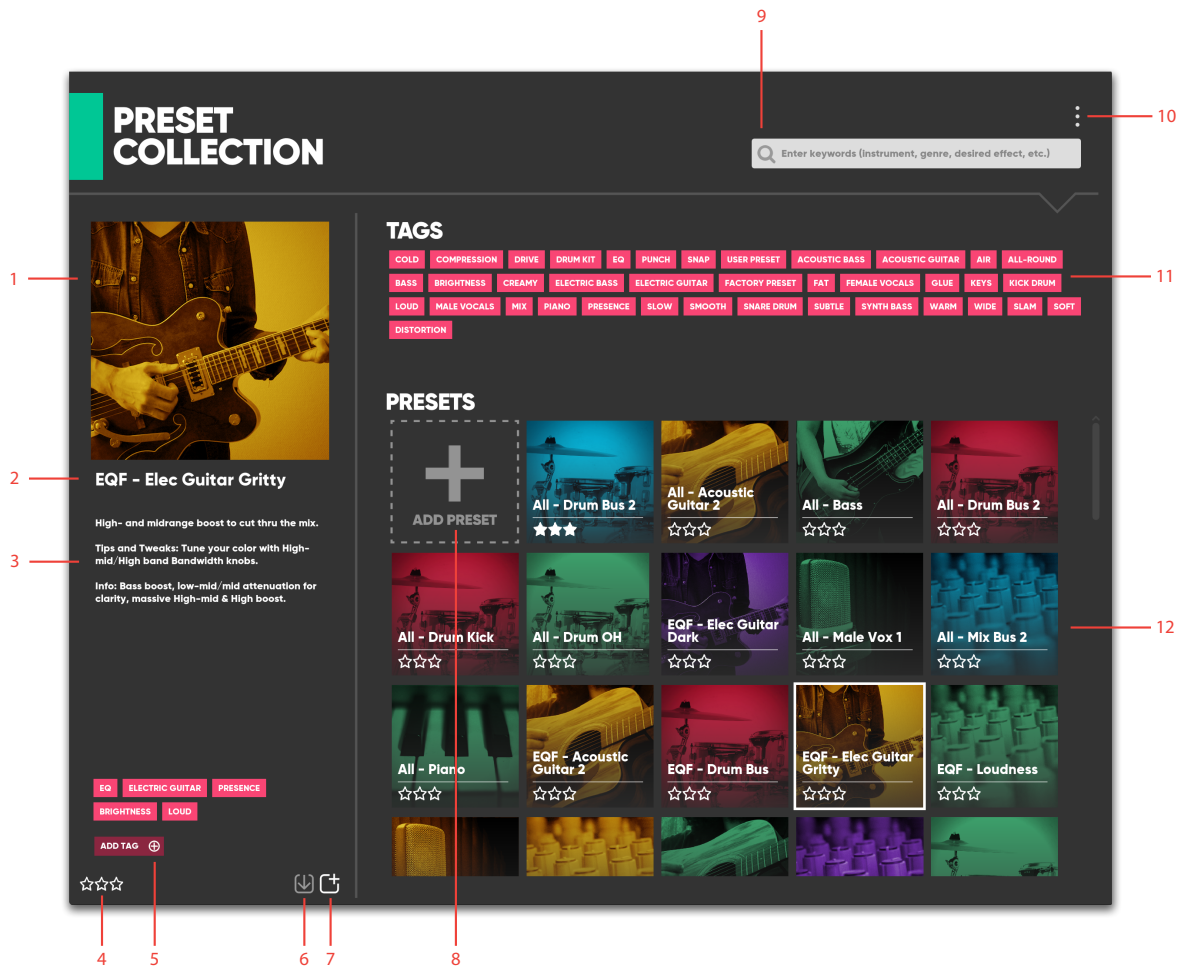 9
10
PRESET
COLLECTION
Enter keywords (instrument, genre, desired effect, etc.)
1
2
EQF - Elec Guitar Gritty
3
High- and midrange boost to cut thru the mix.
Tips and Tweaks: Tune your color with High-
mid/High band Bandwidth knobs.
Info: Bass boost, low-mid/mid attenuation for
clarity, massive High-mid & High boost.
EQ ELECTRIC GUITAR PRESENCE
BRIGHTNESS LOUD
ADD TAG
4 5 6 7 8
TAGS
COLD COMPRESSION DRIVE DRUM KIT EQ PUNCH SNAP USER PRESET ACOUSTIC BASS ACOUSTIC GUITAR AIR ALL-ROUND
BASS BRIGHTNESS CREAMY ELECTRIC BASS ELECTRIC GUITAR FACTORY PRESET FAT FEMALE VOCALS GLUE KEYS KICK DRUM
LOUD MALE VOCALS MIX PIANO PRESENCE SLOW SMOOTH SNARE DRUM SUBTLE SYNTH BASS WARM WIDE SLAM SOFT
DISTORTION
11
PRESETS
ADD PRESET
All - Drum Bus 2
All - Acoustic
Guitar 2
All - Bass
All - Drum Bus 2
All - Drum Kick
All - Drum OH
EQF - Elec Guitar
Dark
All - Male Vox 1
All - Mix Bus 2
12
All - Piano
EQF - Acoustic
Guitar 2
EQF - Drum Bus
EQF - Elec Guitar
Gritty
EQF - Loudness